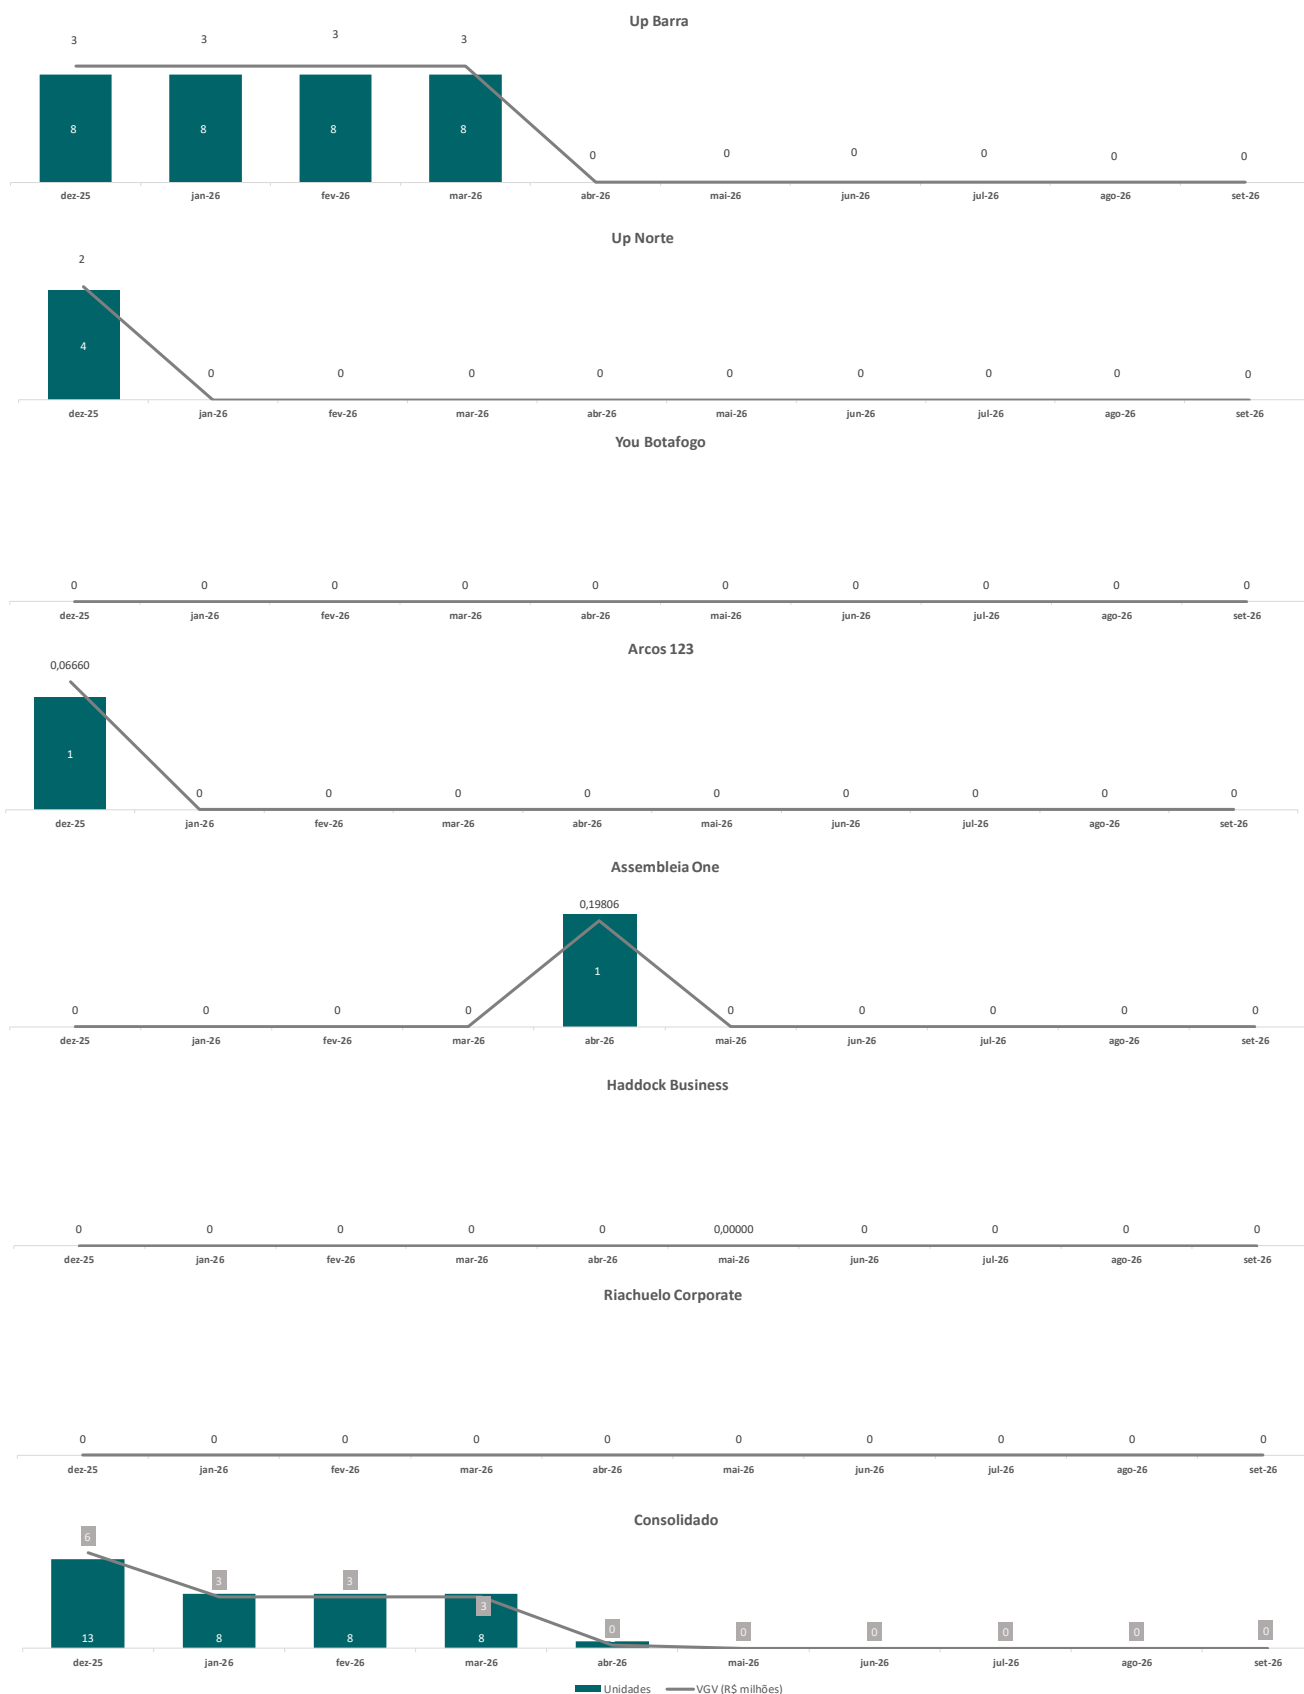 Up Barra
3 3 3 3
8 8 8 8
0 0 0 0 0 0
dez-25 jan-26 fev-26 mar-26 abr-26 mai-26 jun-26 jul-26 ago-26 set-26
Up Norte
2
4
0 0 0 0 0 0 0 0 0
dez-25 jan-26 fev-26 mar-26 abr-26 mai-26 jun-26 jul-26 ago-26 set-26
You Botafogo
0 0 0 0 0 0 0 0 0 0
dez-25 jan-26 fev-26 mar-26 abr-26 mai-26 jun-26 jul-26 ago-26 set-26
Arcos 123
0,06660
1
0 0 0 0 0 0 0 0 0
dez-25 jan-26 fev-26 mar-26 abr-26 mai-26 jun-26 jul-26 ago-26 set-26
Assembleia One
0,19806
1
0 0 0 0 0 0 0 0 0
dez-25 jan-26 fev-26 mar-26 abr-26 mai-26 jun-26 jul-26 ago-26 set-26
Haddock Business
0 0 0 0 0 0,00000 0 0 0 0
dez-25 jan-26 fev-26 mar-26 abr-26 mai-26 jun-26 jul-26 ago-26 set-26
Riachuelo Corporate
0 0 0 0 0 0 0 0 0 0
dez-25 jan-26 fev-26 mar-26 abr-26 mai-26 jun-26 jul-26 ago-26 set-26
Consolidado
6 3 3 3 0 0 0 0 0 0
13 8 8 8
dez-25 jan-26 fev-26 mar-26 abr-26 mai-26 jun-26 jul-26 ago-26 set-26
Unidades VGV (R$ milhões)